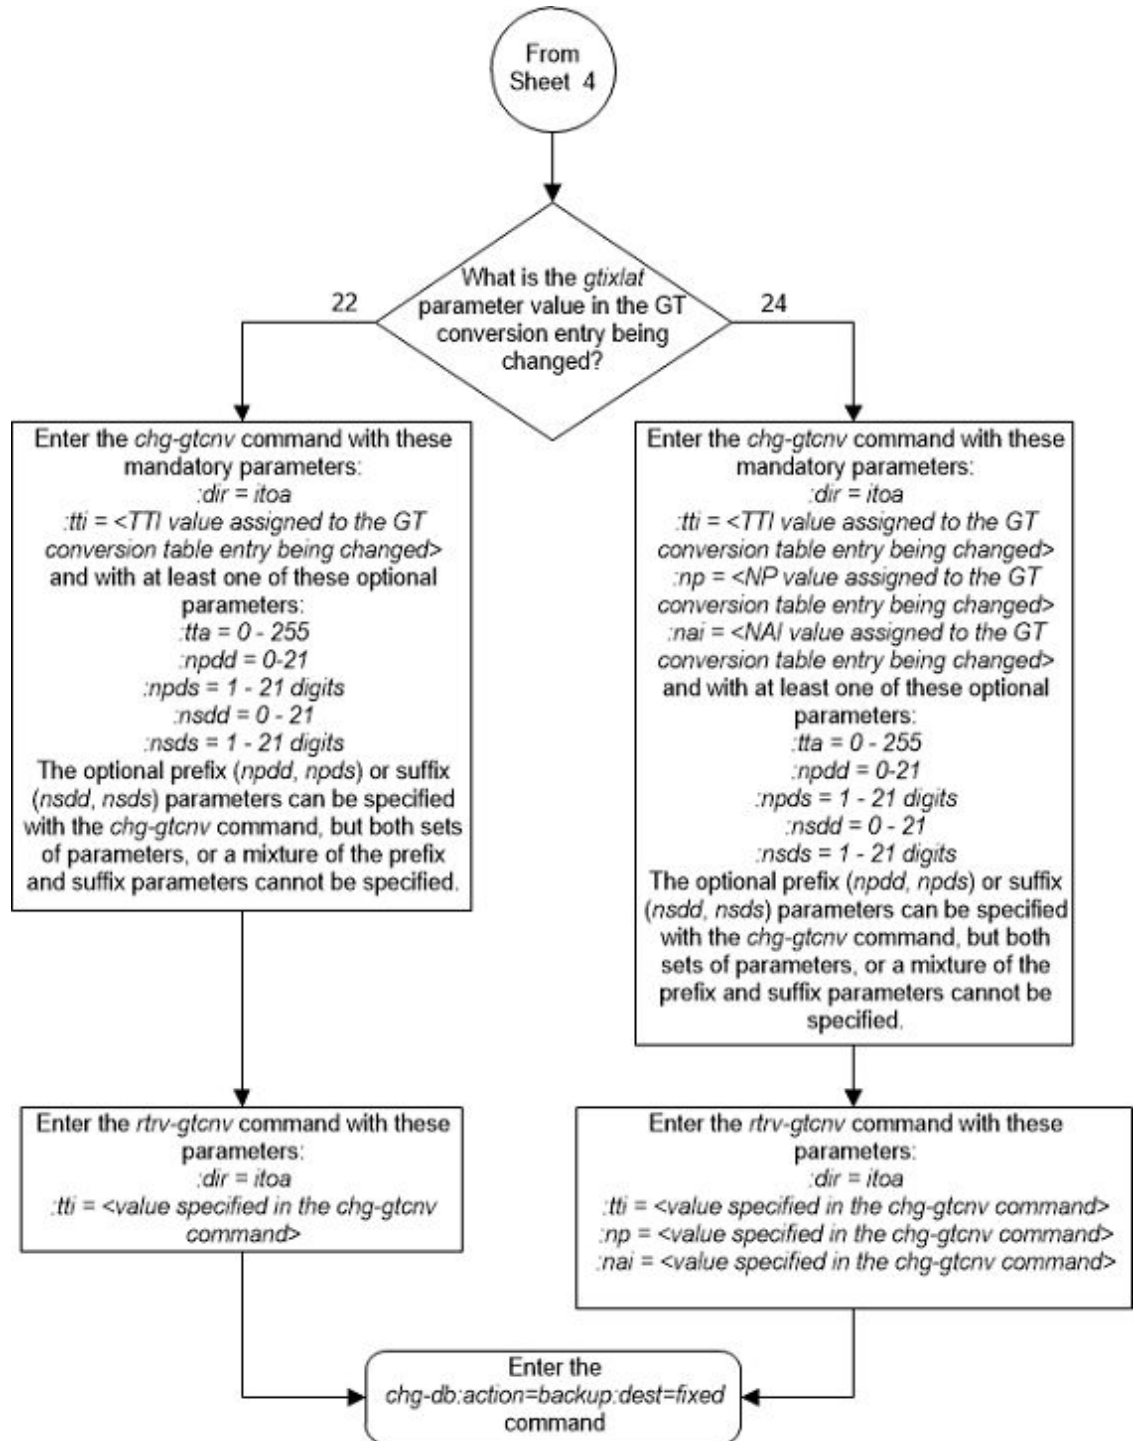 From
Sheet 4
What is the gtixlat
parameter value in the GT
conversion entry being
changed?
22
24
Enter the chg-gtcnv command with these
mandatory parameters:
:dir = itoa
:tti = <TTI value assigned to the GT
conversion table entry being changed>
and with at least one of these optional
parameters:
:tta = 0 - 255
:npdd = 0-21
:npds = 1 - 21 digits
:nsdd = 0 - 21
:nsds = 1 - 21 digits
The optional prefix (npdd, npds) or suffix
(nsdd, nsds) parameters can be specified
with the chg-gtcnv command, but both sets
of parameters, or a mixture of the prefix
and suffix parameters cannot be specified.
Enter the chg-gtcnv command with these
mandatory parameters:
:dir = itoa
:tti = <TTI value assigned to the GT
conversion table entry being changed>
:np = <NP value assigned to the GT
conversion table entry being changed>
:nai = <NAI value assigned to the GT
conversion table entry being changed>
and with at least one of these optional
parameters:
:tta = 0 - 255
:npdd = 0-21
:npds = 1 - 21 digits
:nsdd = 0 - 21
:nsds = 1 - 21 digits
The optional prefix (npdd, npds) or suffix
(nsdd, nsds) parameters can be specified
with the chg-gtcnv command, but both
sets of parameters, or a mixture of the
prefix and suffix parameters cannot be
specified.
Enter the rtrv-gtcnv command with these
parameters:
:dir = itoa
:tti = <value specified in the chg-gtcnv
command>
Enter the rtrv-gtcnv command with these
parameters:
:dir = itoa
:tti = <value specified in the chg-gtcnv command>
:np = <value specified in the chg-gtcnv command>
:nai = <value specified in the chg-gtcnv command>
Enter the
chg-db:action=backup:dest=fixed
command